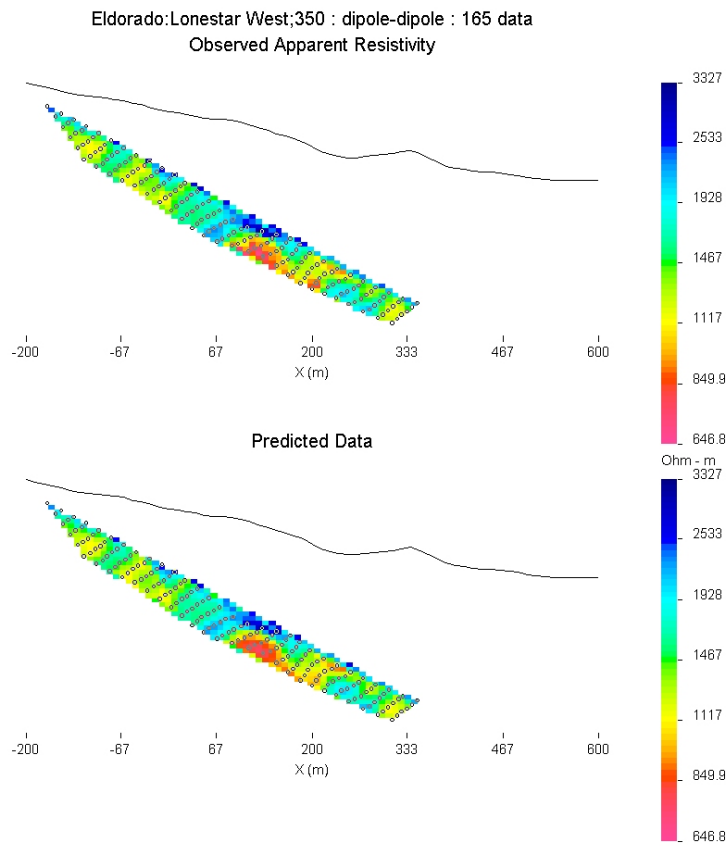 Eldorado:Lonestar West;350 : dipole-dipole : 165 data
Observed Apparent Resistivity
3327
2533
1928
1467
1117
849.9
646.8
-200 -67 67 200 333 467 600
X (m)
Ohm - m
Predicted Data
3327
2533
1928
1467
1117
849.9
646.8
-200 -67 67 200 333 467 600
X (m)